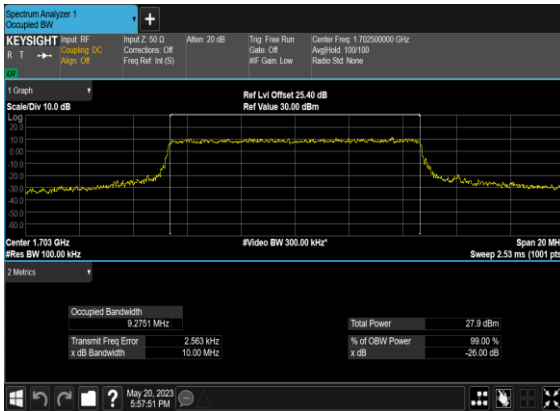 Spectrum Analyzer 1
Occupied BW
+
KEYSIGHT
R T
LXI
Input: RF
Coupling: DC
Align: Off
Input Z: 50 Ω
Corrections: Off
Freq Ref: Int (S)
Atten: 20 dB
Trig: Free Run
Gate: Off
#IF Gain: Low
Center Freq: 1.702500000 GHz
Avg|Hold: 100/100
Radio Std: None
1 Graph
Scale/Div 10.0 dB
Ref Lvl Offset 25.40 dB
Ref Value 30.00 dBm
Log
20.0
10.0
0.00
-10.0
-20.0
-30.0
-40.0
-50.0
-60.0
Center 1.703 GHz
#Res BW 100.00 kHz
#Video BW 300.00 kHz*
Span 20 MH
Sweep 2.53 ms (1001 pts
2 Metrics
Occupied Bandwidth
9.2751 MHz
Total Power 27.9 dBm
Transmit Freq Error 2.563 kHz
% of OBW Power 99.00 %
x dB Bandwidth 10.00 MHz
x dB -26.00 dB
?
May 20, 2023
5:57:51 PM